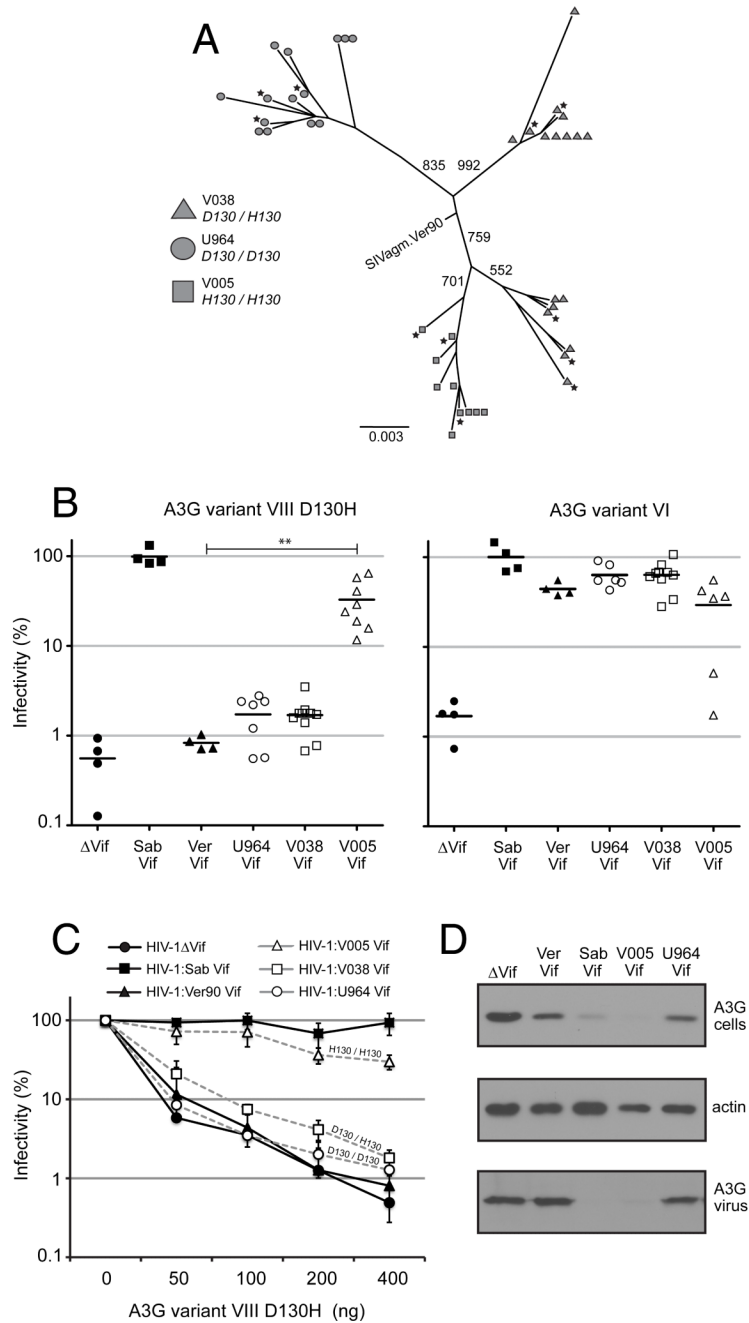 A
835 992
V038
D130 / H130
U964
D130 / D130
V005
H130 / H130
SIVagm.Ver90
759
701
552
0.003
B
A3G variant VIII D130H
A3G variant VI
**
Infectivity (%)
100
10
1
0.1
ΔVif
Sab Vif
Ver Vif
U964 Vif
V038 Vif
V005 Vif
ΔVif
Sab Vif
Ver Vif
U964 Vif
V038 Vif
V005 Vif
C
HIV-1ΔVif
HIV-1:Sab Vif
HIV-1:Ver90 Vif
HIV-1:V005 Vif
HIV-1:V038 Vif
HIV-1:U964 Vif
Infectivity (%)
100
10
1
0.1
H130 / H130
D130 / H130
D130 / D130
0 50 100 200 400
A3G variant VIII D130H (ng)
D
ΔVif
Ver Vif
Sab Vif
V005 Vif
U964 Vif
A3G cells
actin
A3G virus